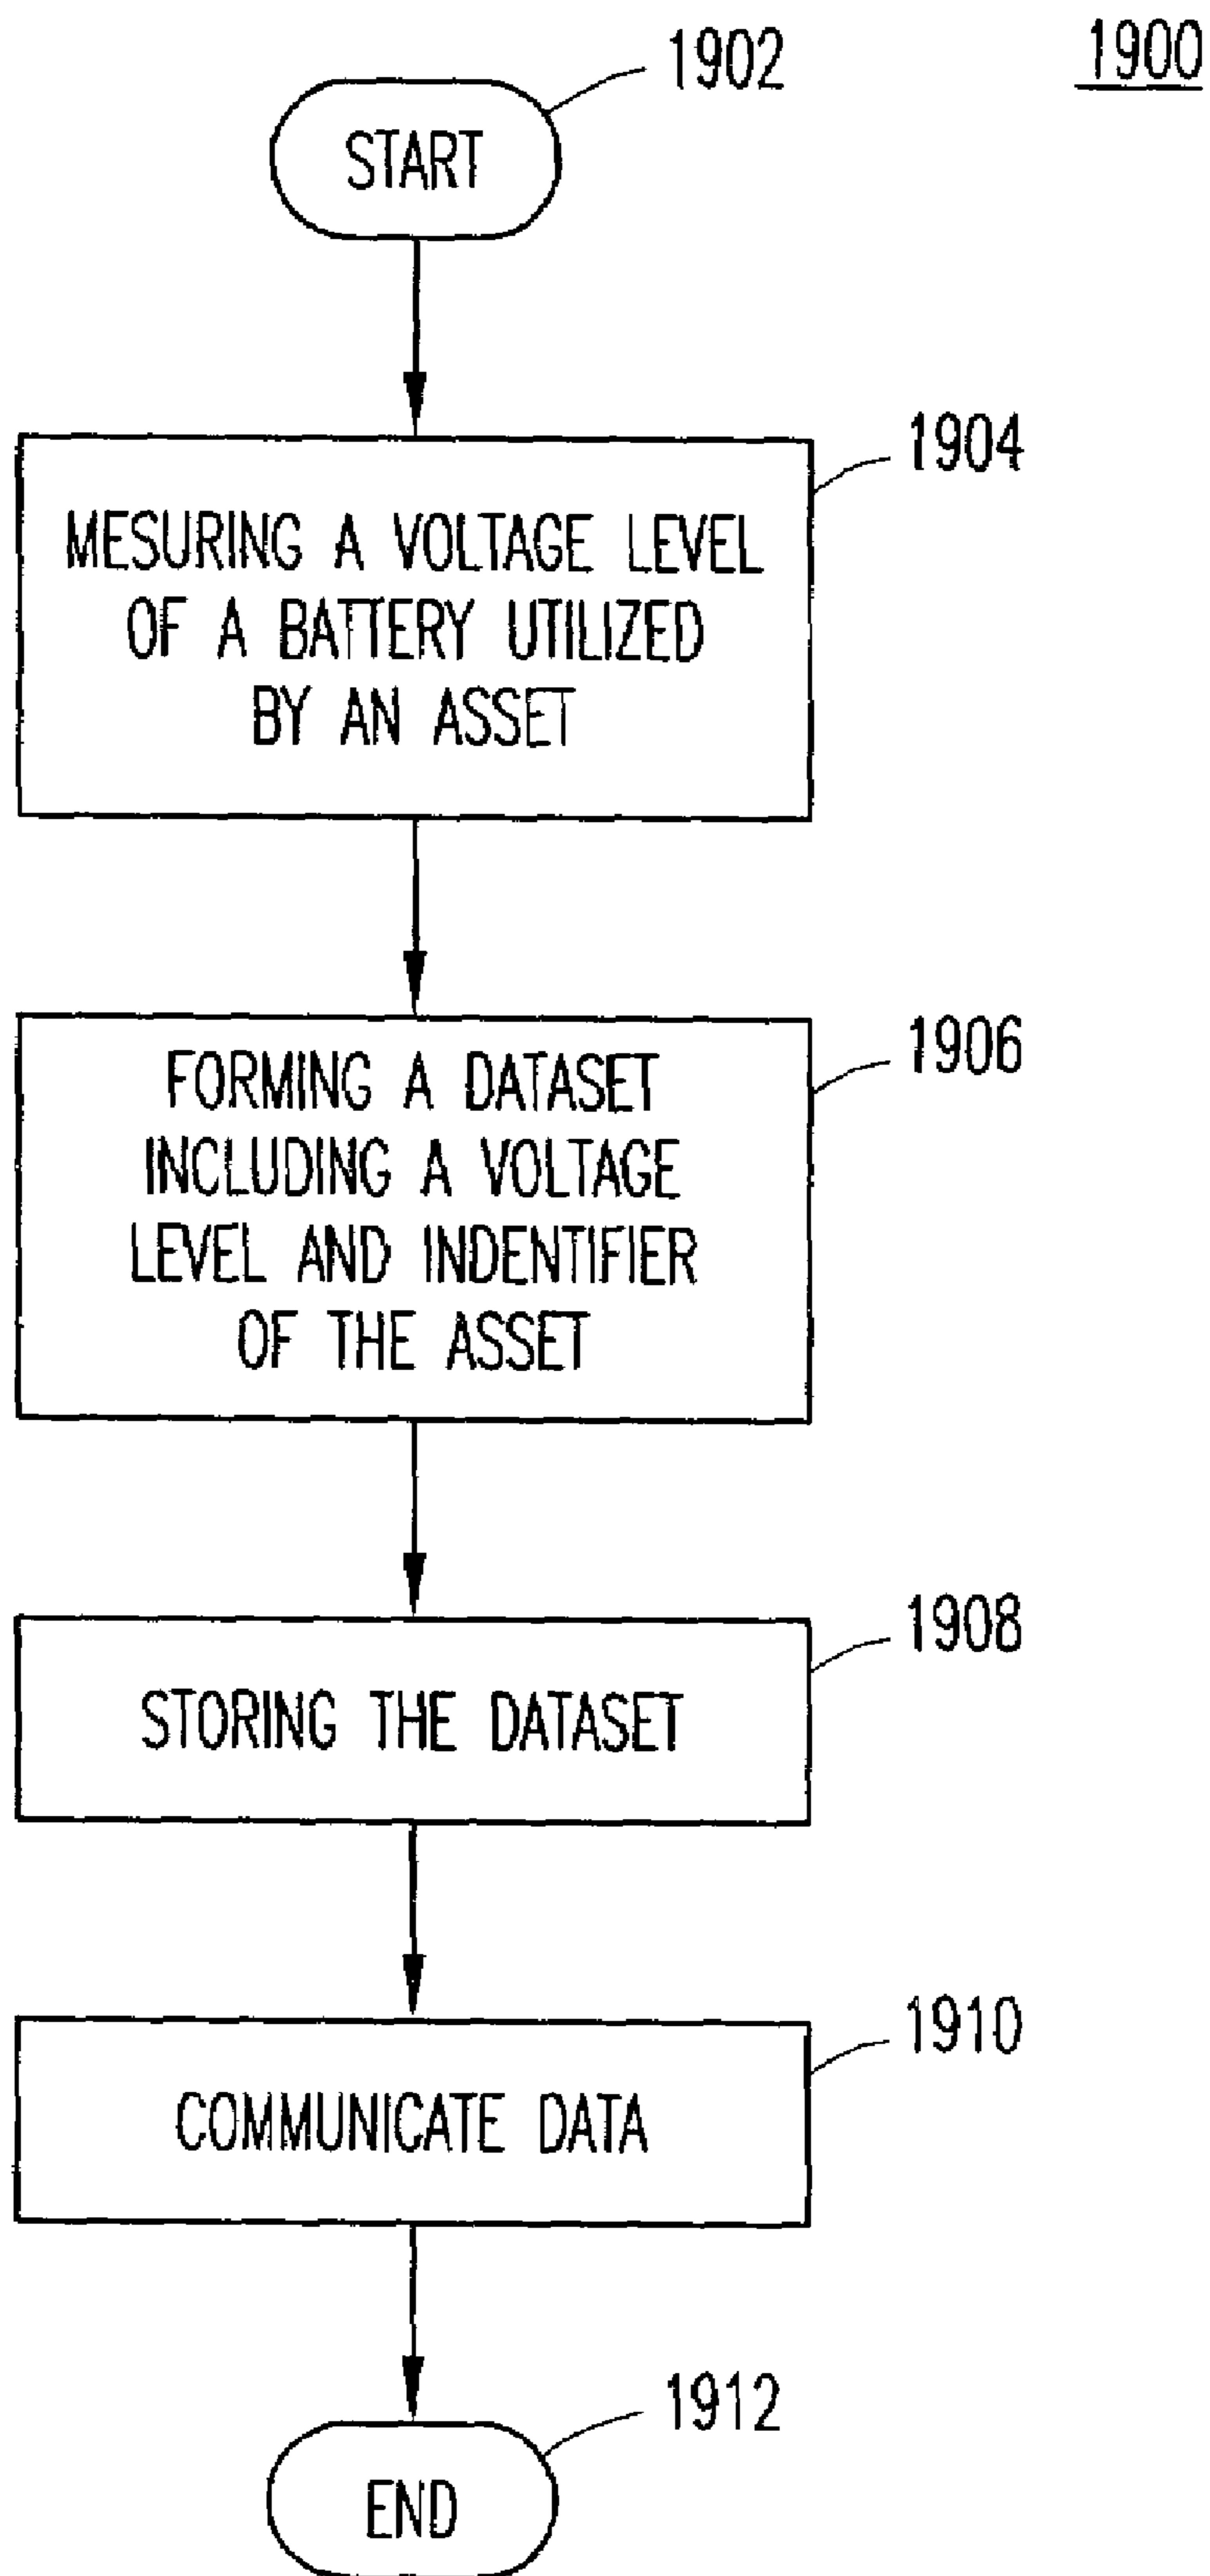 1900
1902
START
1904
MESURING A VOLTAGE LEVEL
OF A BATTERY UTILIZED
BY AN ASSET
1906
FORMING A DATASET
INCLUDING A VOLTAGE
LEVEL AND INDENTIFIER
OF THE ASSET
1908
STORING THE DATASET
1910
COMMUNICATE DATA
1912
END